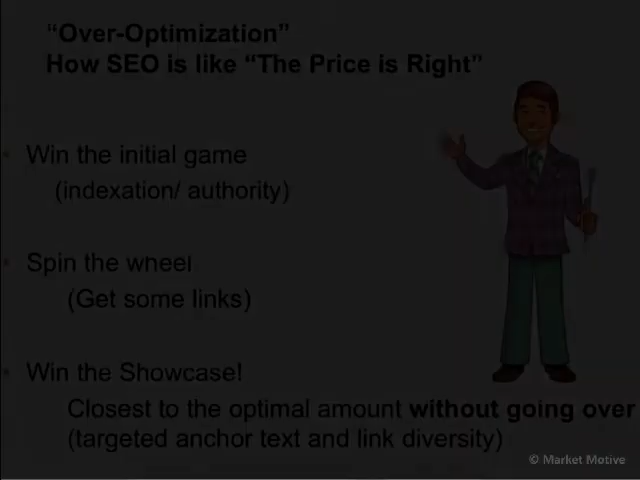 “Over-Optimization”
How SEO is like “The Price is Right”
• Win the initial game
(indexation/ authority)
• Spin the wheel
(Get some links)
• Win the Showcase!
Closest to the optimal amount without going over
(targeted anchor text and link diversity)
© Market Motive